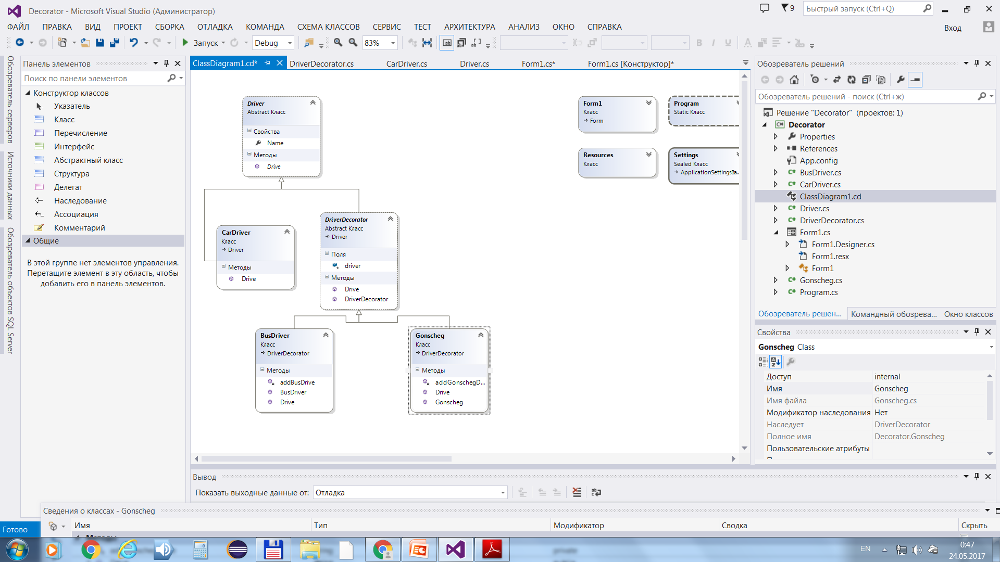 Decorator - Microsoft Visual Studio (Администратор)
9
Быстрый запуск (Ctrl+Q)
ФАЙЛ ПРАВКА ВИД ПРОЕКТ СБОРКА ОТЛАДКА КОМАНДА СХЕМА КЛАССОВ СЕРВИС ТЕСТ АРХИТЕКТУРА АНАЛИЗ ОКНО СПРАВКА
Вход
Запуск Debug 83%
Обозреватель серверов
Источники данных
Обозреватель объектов SQL Server
Панель элементов
Поиск по панели элементов
Конструктор классов
Указатель
Класс
Перечисление
Интерфейс
Абстрактный класс
Структура
Делегат
Наследование
Ассоциация
Комментарий
Общие
В этой группе нет элементов управления.
Перетащите элемент в эту область, чтобы
добавить его в панель элементов.
ClassDiagram1.cd* DriverDecorator.cs CarDriver.cs Driver.cs Form1.cs* Form1.cs [Конструктор]*
Driver
Abstract Класс
Свойства
Name
Методы
Drive
CarDriver
Класс
Driver
Методы
Drive
DriverDecorator
Abstract Класс
Driver
Поля
driver
Методы
Drive
DriverDecorator
BusDriver
Класс
DriverDecorator
Методы
addBusDrive
BusDriver
Drive
Gonscheg
Класс
DriverDecorator
Методы
addGonschegD...
Drive
Gonscheg
Form1
Класс
Form
Program
Static Класс
Resources
Класс
Settings
Sealed Класс
ApplicationSettingsBa...
Обозреватель решений
Обозреватель решений - поиск (Ctrl+ж)
Решение "Decorator" (проектов: 1)
Decorator
Properties
References
App.config
BusDriver.cs
CarDriver.cs
ClassDiagram1.cd
Driver.cs
DriverDecorator.cs
Form1.cs
Form1.Designer.cs
Form1.resx
Form1
Gonscheg.cs
Program.cs
Обозреватель решен... Командный обозрева... Окно классов
Свойства
Gonscheg Class
Доступ internal
Имя Gonscheg
Имя файла Gonscheg.cs
Модификатор наследования Нет
Наследует DriverDecorator
Полное имя Decorator.Gonscheg
Пользовательские атрибуты
Вывод
Показать выходные данные от: Отладка
Сведения о классах - Gonscheg
Имя Тип Модификатор Сводка Скрыть
Готово
Методы
private
EN
0:47
24.05.2017